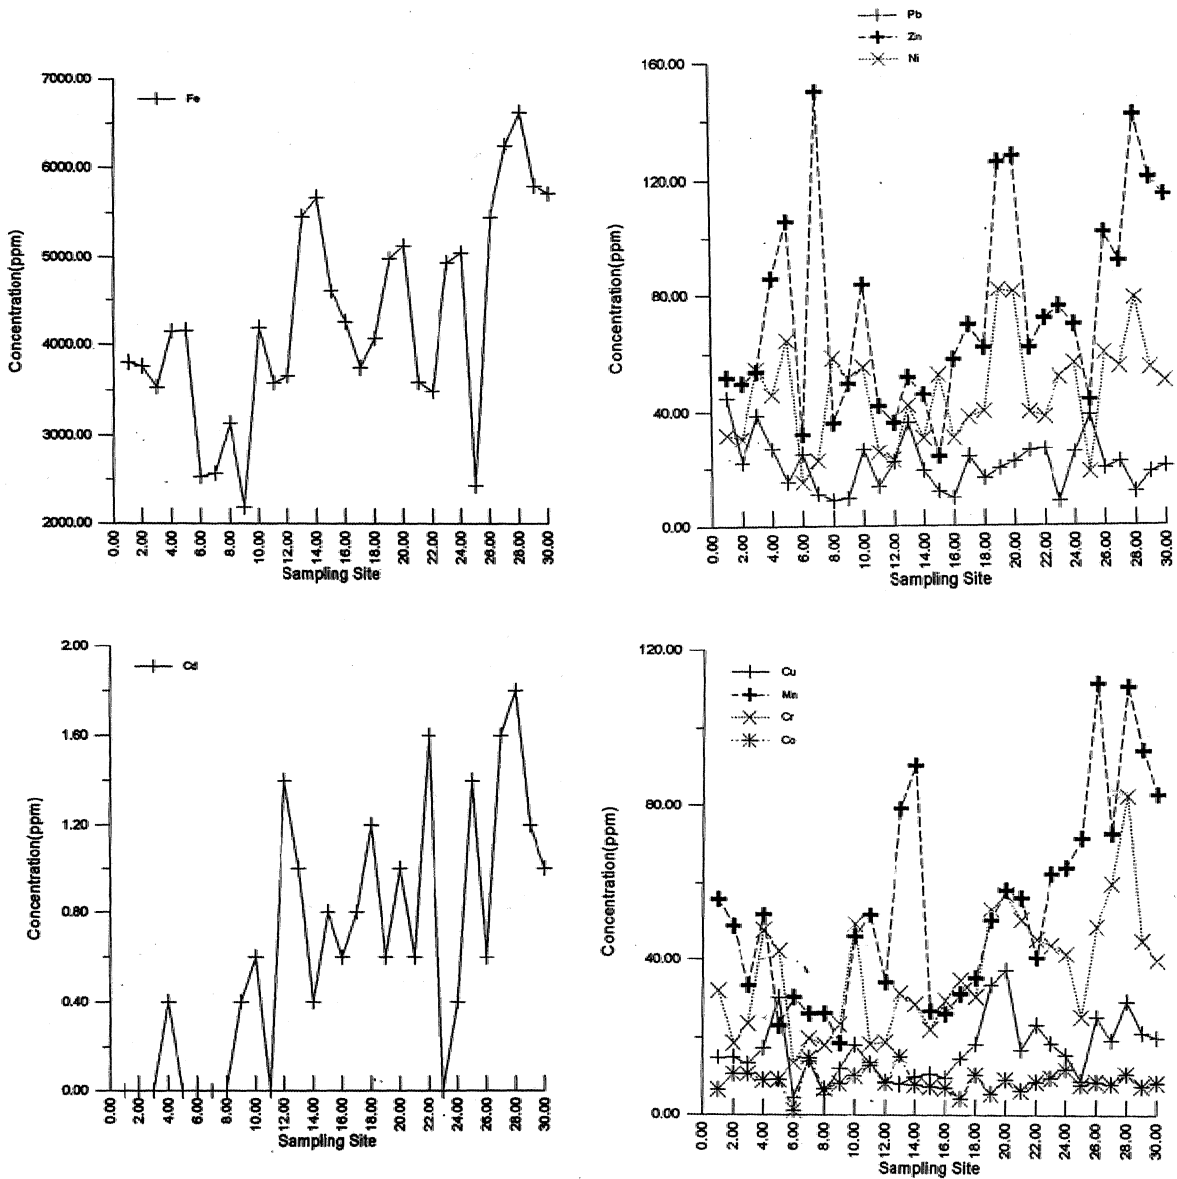 Fe
7000.00
6000.00
5000.00
4000.00
3000.00
2000.00
Concentration(ppm)
0.00 2.00 4.00 6.00 8.00 10.00 12.00 14.00 16.00 18.00 20.00 22.00 24.00 26.00 28.00 30.00
Sampling Site
Pb
Zn
Ni
160.00
120.00
80.00
40.00
0.00
Concentration(ppm)
0.00 2.00 4.00 6.00 8.00 10.00 12.00 14.00 16.00 18.00 20.00 22.00 24.00 26.00 28.00 30.00
Sampling Site
Cd
2.00
1.60
1.20
0.80
0.40
0.00
Concentration(ppm)
0.00 2.00 4.00 6.00 8.00 10.00 12.00 14.00 16.00 18.00 20.00 22.00 24.00 26.00 28.00 30.00
Sampling Site
Cu
Mn
Cr
Co
120.00
80.00
40.00
0.00
Concentration(ppm)
0.00 2.00 4.00 6.00 8.00 10.00 12.00 14.00 16.00 18.00 20.00 22.00 24.00 26.00 28.00 30.00
Sampling Site